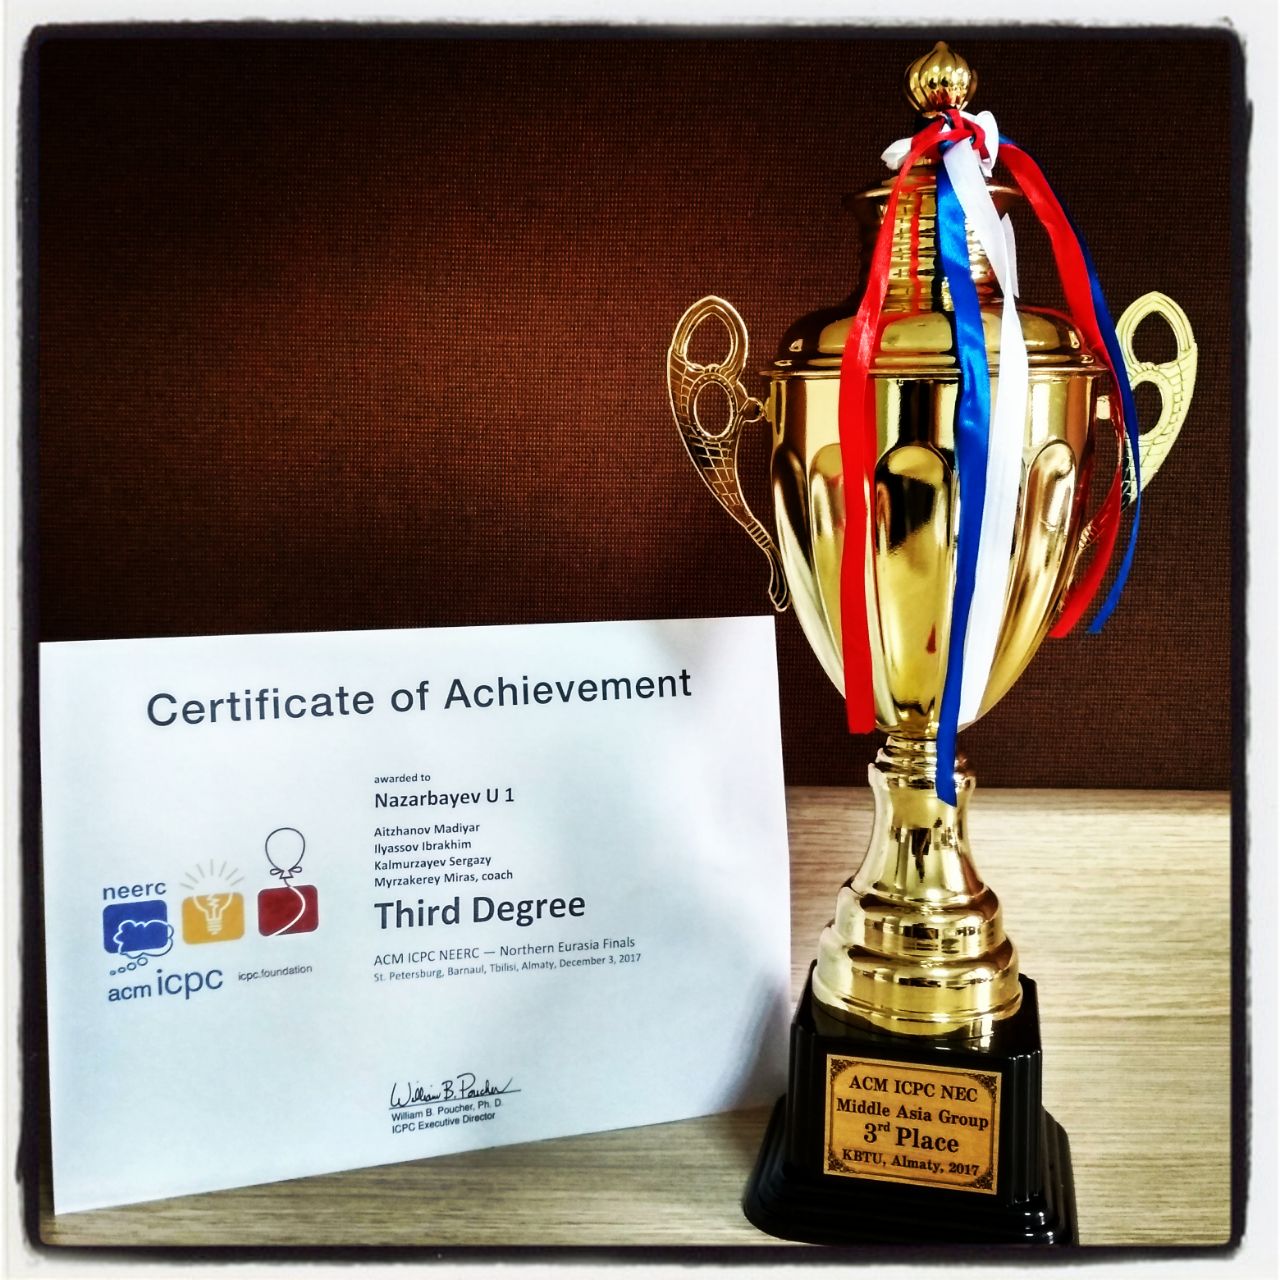 Certificate of Achievement
awarded to
Nazarbayev U 1
Aitzhanov Madiyar
Ilyassov Ibrakhim
Kalmurzayev Sergazy
Myrzakerey Miras, coach
Third Degree
ACM ICPC NEERC — Northern Eurasia Finals
St. Petersburg, Barnaul, Tbilisi, Almaty, December 3, 2017
neerc
acm icpc
icpc.foundation
William B. Poucher
William B. Poucher, Ph. D.
ICPC Executive Director
ACM ICPC NEC
Middle Asia Group
3rd Place
KBTU, Almaty, 2017